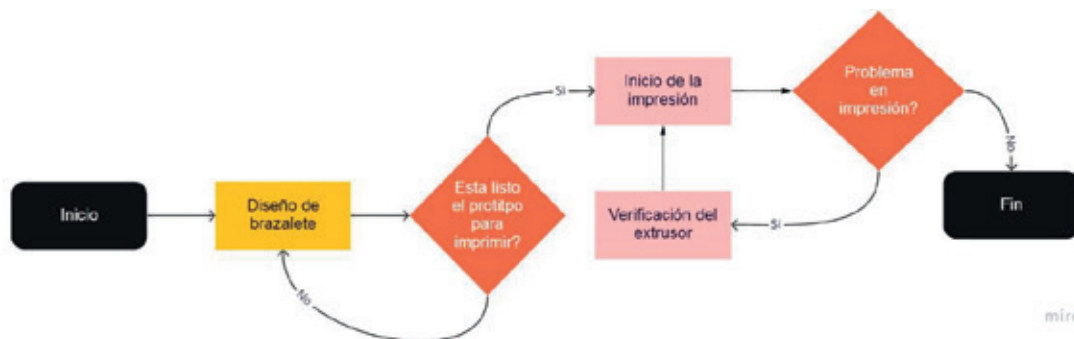 Inicio
Diseño de
brazalete
Esta listo
el protitpo
para
imprimir?
No
Si
Inicio de la
impresión
Problema
en
impresión?
Si
Verificación del
extrusor
No
Fin